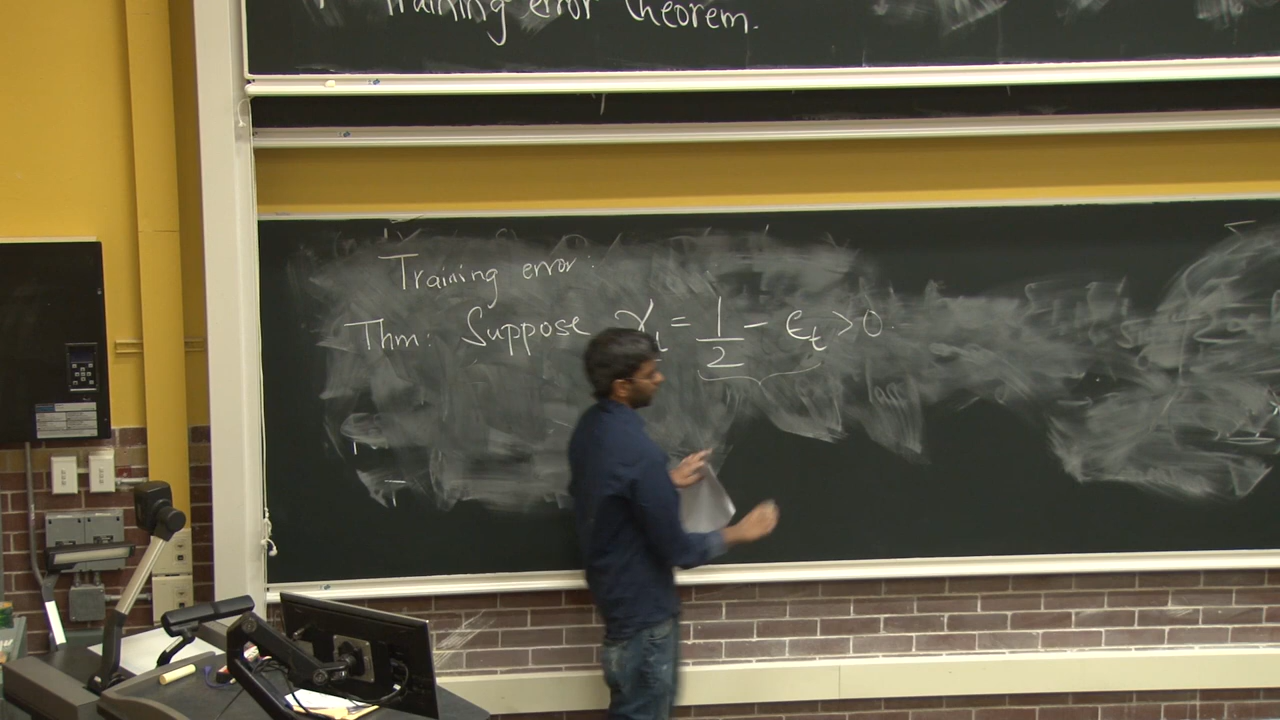 Training error theorem.
Training error:
Thm: Suppose γt = 1/2 - εt > 0.